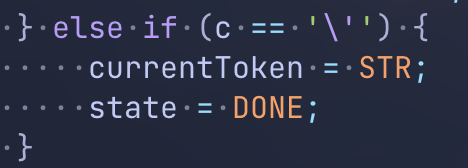 } else if (c == '\'') {
     currentToken = STR;
     state = DONE;
}